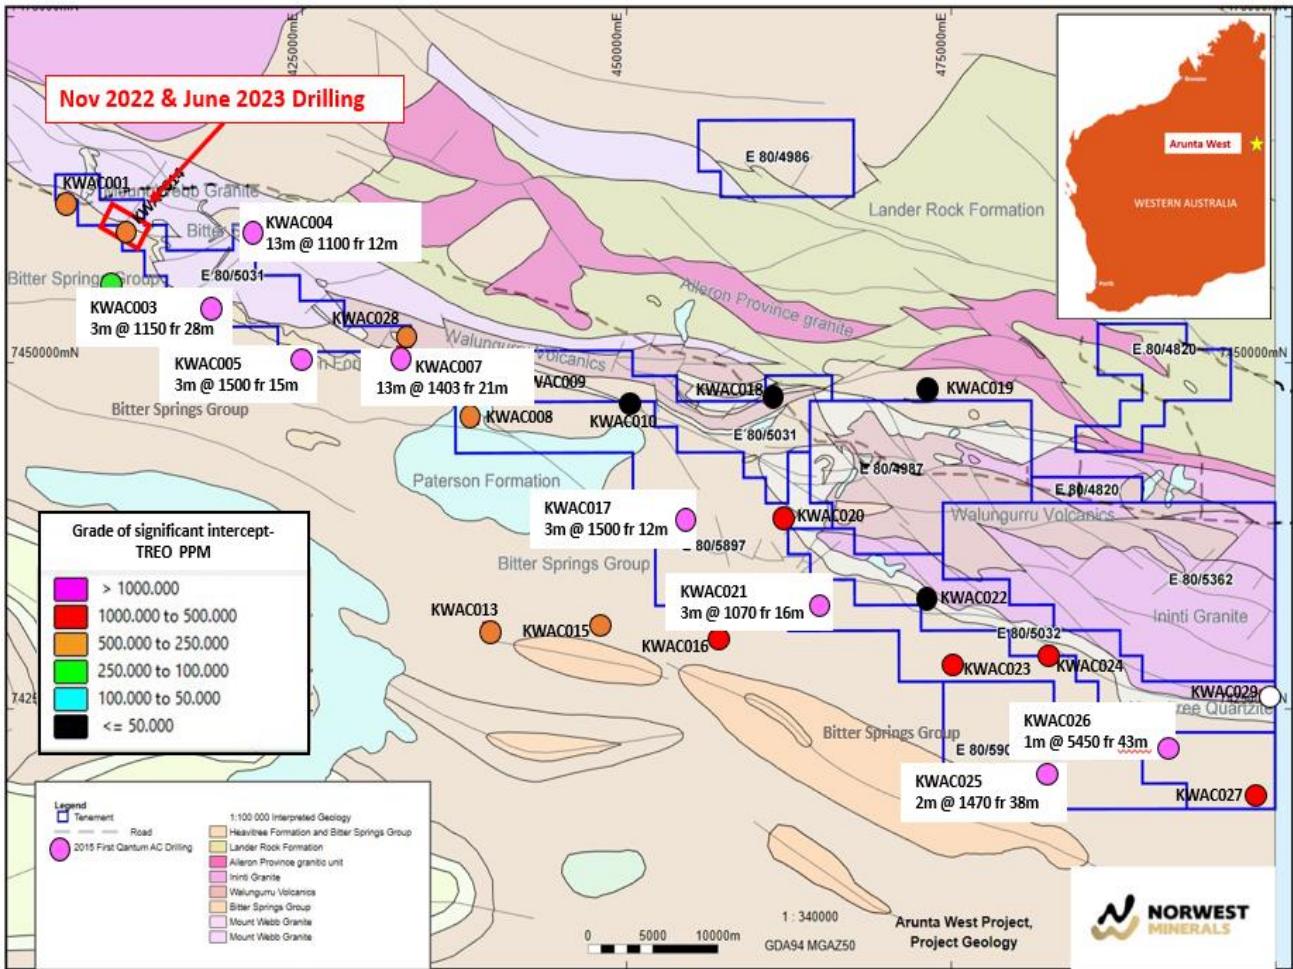 425000mE
450000mE
475000mE
Nov 2022 & June 2023 Drilling
E 80/4986
Broome
Arunta West
WESTERN AUSTRALIA
Perth
KWAC001
Mount Webb Granite
KWAC004
13m @ 1100 fr 12m
Lander Rock Formation
Bitter Springs Group
E 80/5031
KWAC003
3m @ 1150 fr 28m
Aileron Province granite
KWAC028
Walungurru Volcanics
7450000mN
KWAC005
3m @ 1500 fr 15m
KWAC007
13m @ 1403 fr 21m
E 80/4820
Bitter Springs Group
KWAC008
KWAC010
KWAC018
KWAC019
E 80/5031
E 80/4987
Paterson Formation
E 80/4820
KWAC017
3m @ 1500 fr 12m
KWAC020
Walungurru Volcanics
E 80/5897
Bitter Springs Group
E 80/5362
Ininti Granite
KWAC021
3m @ 1070 fr 16m
KWAC022
KWAC013
KWAC015
KWAC016
E 80/5032
KWAC023
KWAC024
KWAC029
KWAC026
1m @ 5450 fr 43m
Bitter Springs Group
KWAC025
2m @ 1470 fr 38m
KWAC027
Grade of significant intercept-
TREO PPM
> 1000.000
1000.000 to 500.000
500.000 to 250.000
250.000 to 100.000
100.000 to 50.000
<= 50.000
Legend
Tenement
Road
2015 First Qantum AC Drilling
1:100 000 Interpreted Geology
Heavitree Formation and Bitter Springs Group
Lander Rock Formation
Aileron Province granitic unit
Ininti Granite
Walungurru Volcanics
Bitter Springs Group
Mount Webb Granite
Mount Webb Granite
0 5000 10000m
1 : 340000
GDA94 MGAZ50
Arunta West Project,
Project Geology
NORWEST
MINERALS